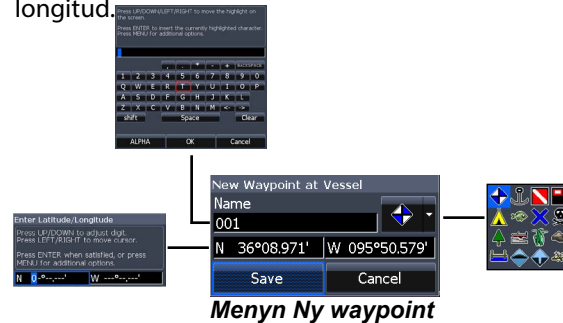 longitud.
Press UP/DOWN/LEFT/RIGHT to move the highlight on
the screen.
Press ENTER to insert the currently highlighted character.
Press MENU for additional options.
, . * - + BACKSPACE
1 2 3 4 5 6 7 8 9 0
Q W E R T Y U I O P
A S D F G H J K L
Z X C V B N M <- ->
shift Space Clear
ALPHA OK Cancel
New Waypoint at Vessel
Name
001
N 36°08.971' W 095°50.579'
Save Cancel
Enter Latitude/Longitude
Press UP/DOWN to adjust digit.
Press LEFT/RIGHT to move cursor.
Press ENTER when satisfied, or press
MENU for additional options.
N 0-°--.---' W ---°--.---'
Menyn Ny waypoint